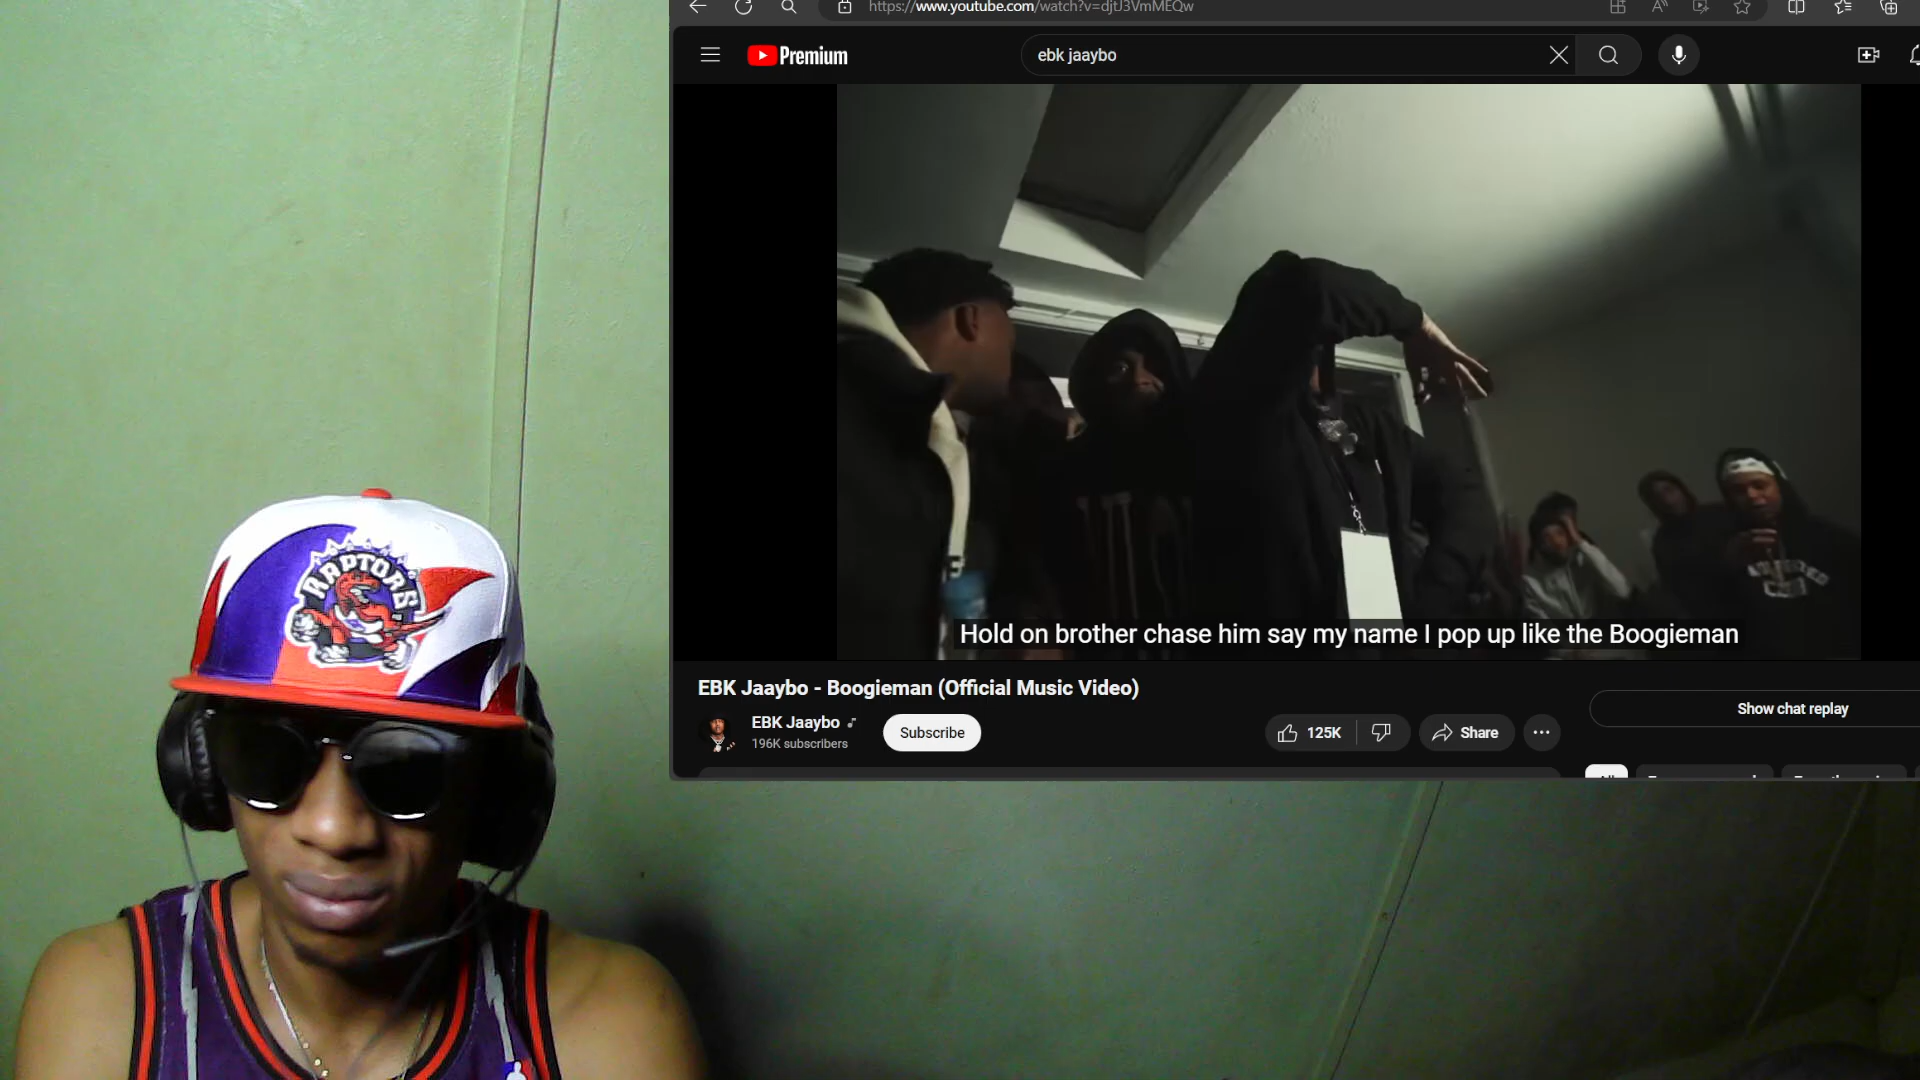 https://www.youtube.com/watch?v=djtJ3VmMEQw
Premium
ebk jaaybo
Hold on brother chase him say my name I pop up like the Boogieman
EBK Jaaybo - Boogieman (Official Music Video)
EBK Jaaybo
196K subscribers
Subscribe
125K
Share
Show chat replay
RAPTORS